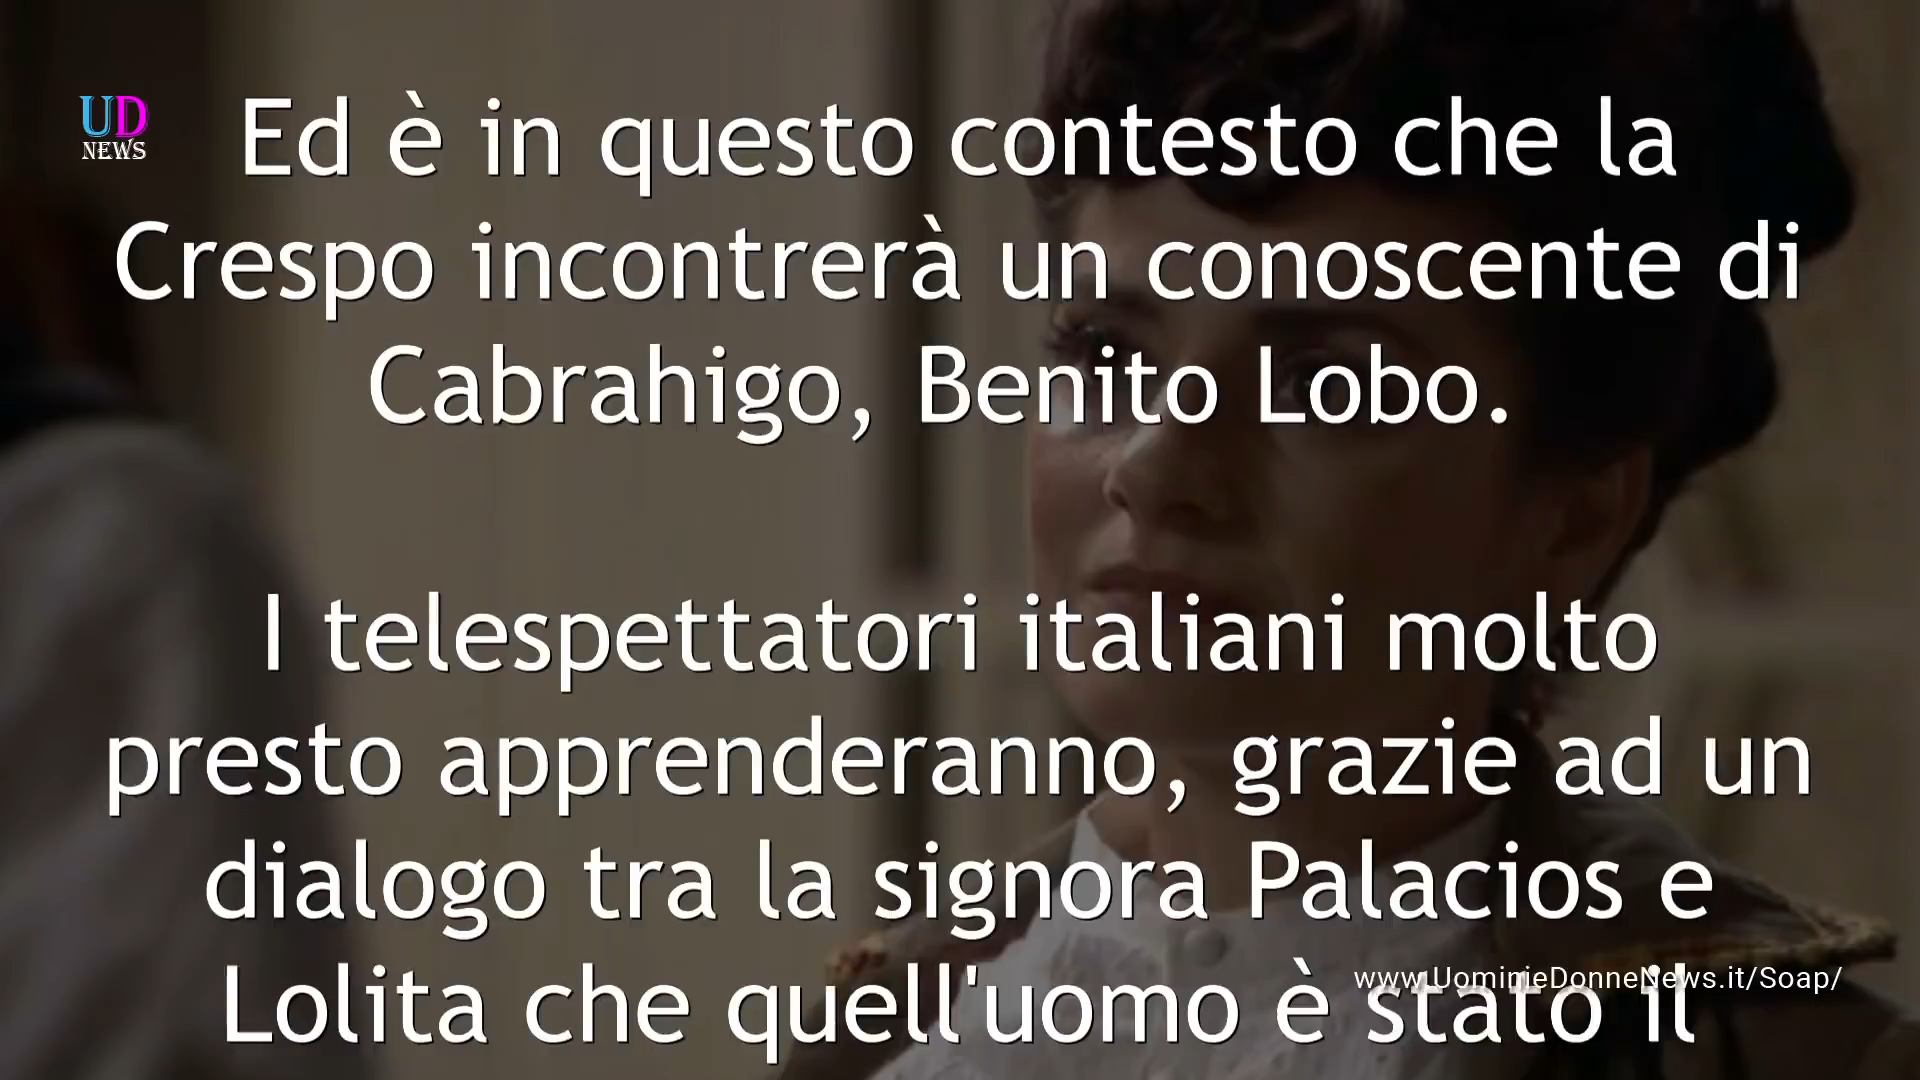 UD
NEWS
Ed è in questo contesto che la
Crespo incontrerà un conoscente di
Cabrahigo, Benito Lobo.
I telespettatori italiani molto
presto apprenderanno, grazie ad un
dialogo tra la signora Palacios e
Lolita che quell'uomo è stato il
www.UominieDonneNews.it/Soap/